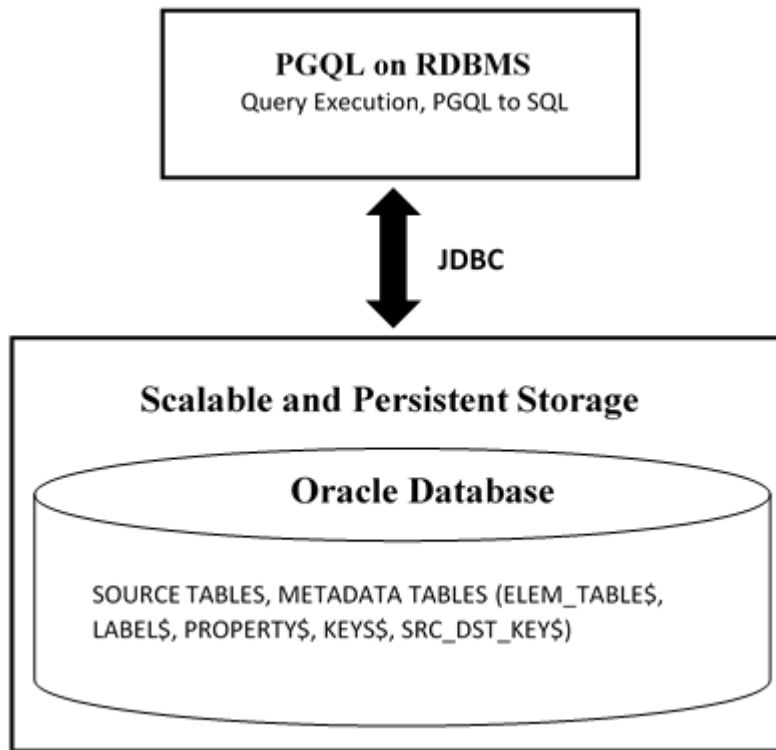 PGQL on RDBMS
Query Execution, PGQL to SQL
JDBC
Scalable and Persistent Storage
Oracle Database
SOURCE TABLES, METADATA TABLES (ELEM_TABLE$,
LABEL$, PROPERTY$, KEYS$, SRC_DST_KEY$)